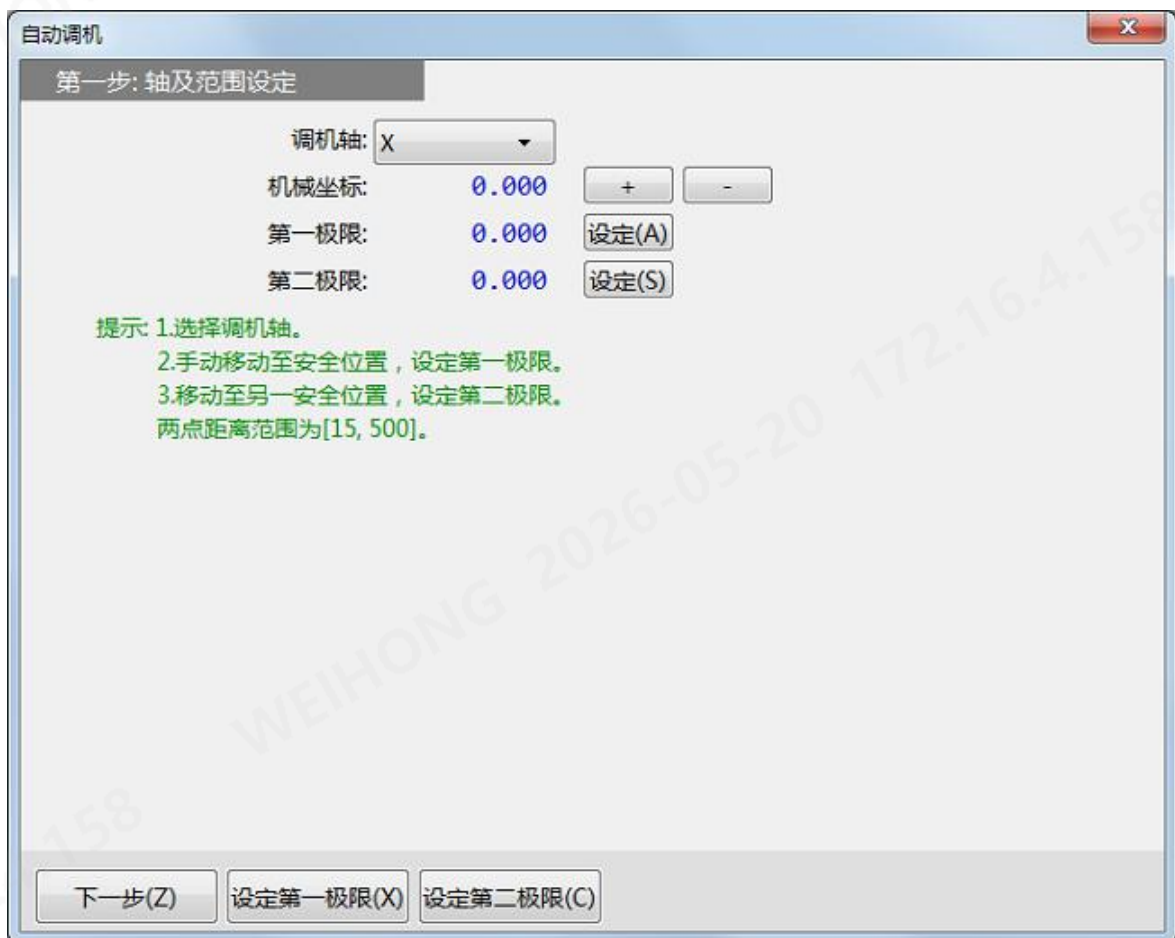 自动调机
x
第一步: 轴及范围设定
调机轴: X
机械坐标: 0.000 + -
第一极限: 0.000 设定(A)
第二极限: 0.000 设定(S)
提示: 1.选择调机轴。
2.手动移动至安全位置，设定第一极限。
3.移动至另一安全位置，设定第二极限。
两点距离范围为[15, 500]。
WEIHONG 2026-05-20 172.16.4.158
158
下一步(Z) 设定第一极限(X) 设定第二极限(C)